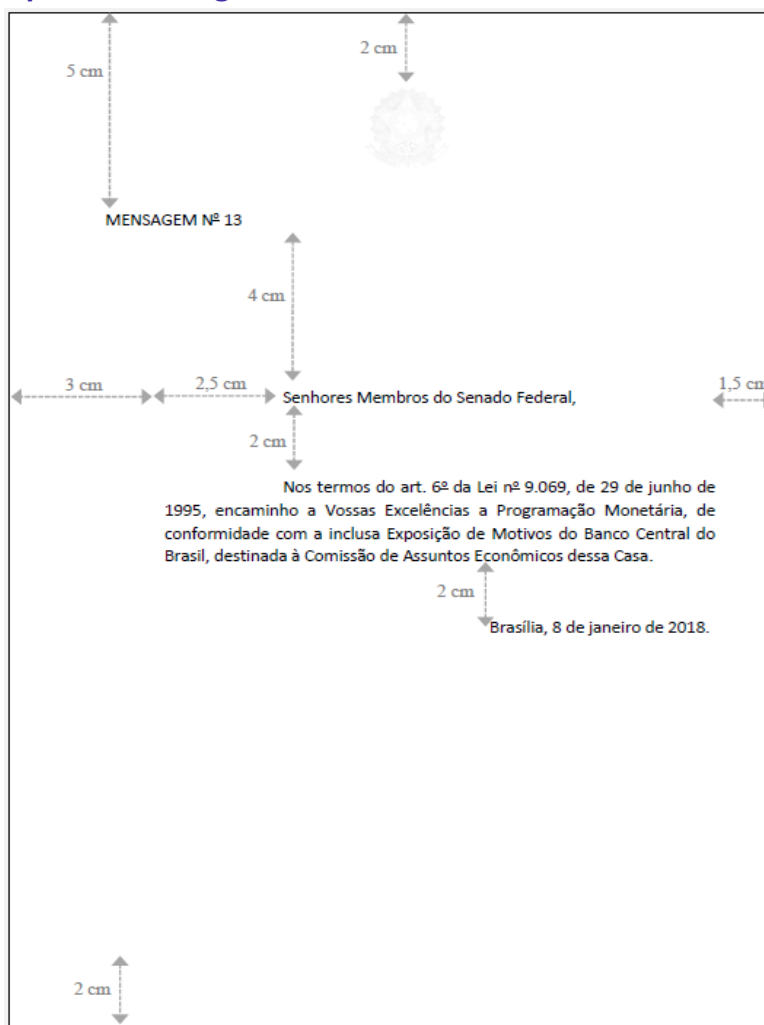 5 cm
2 cm
MENSAGEM Nº 13
4 cm
3 cm
2,5 cm
Senhores Membros do Senado Federal,
1,5 cm
2 cm
Nos termos do art. 6º da Lei nº 9.069, de 29 de junho de
1995, encaminho a Vossas Excelências a Programação Monetária, de
conformidade com a inclusa Exposição de Motivos do Banco Central do
Brasil, destinada à Comissão de Assuntos Econômicos dessa Casa.
2 cm
Brasília, 8 de janeiro de 2018.
2 cm